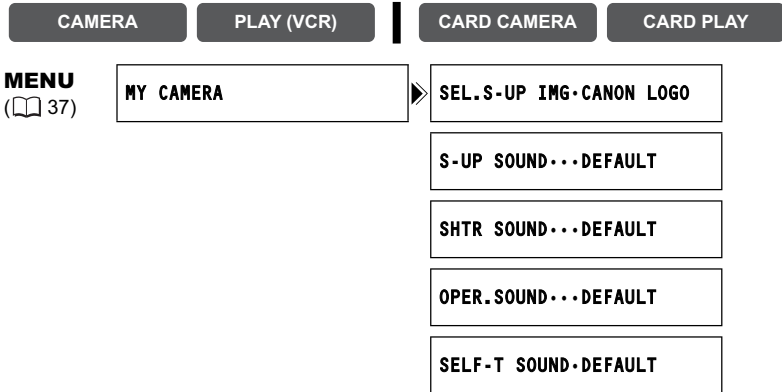 CAMERA PLAY (VCR) CARD CAMERA CARD PLAY
MENU
(37)
MY CAMERA
SEL.S-UP IMG·CANON LOGO
S-UP SOUND···DEFAULT
SHTR SOUND···DEFAULT
OPER.SOUND···DEFAULT
SELF-T SOUND·DEFAULT